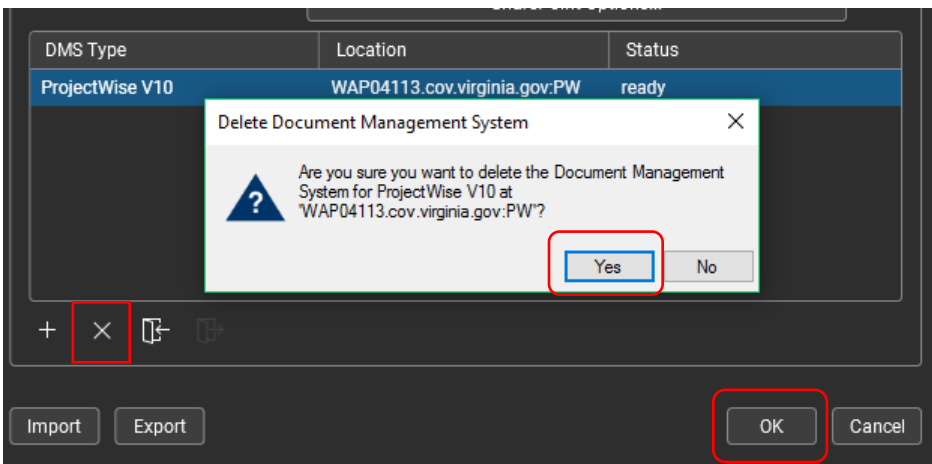 DMS Type Location Status
ProjectWise V10 WAP04113.cov.virginia.gov:PW ready
Delete Document Management System
Are you sure you want to delete the Document Management
System for ProjectWise V10 at
'WAP04113.cov.virginia.gov:PW'?
Yes No
Import Export OK Cancel